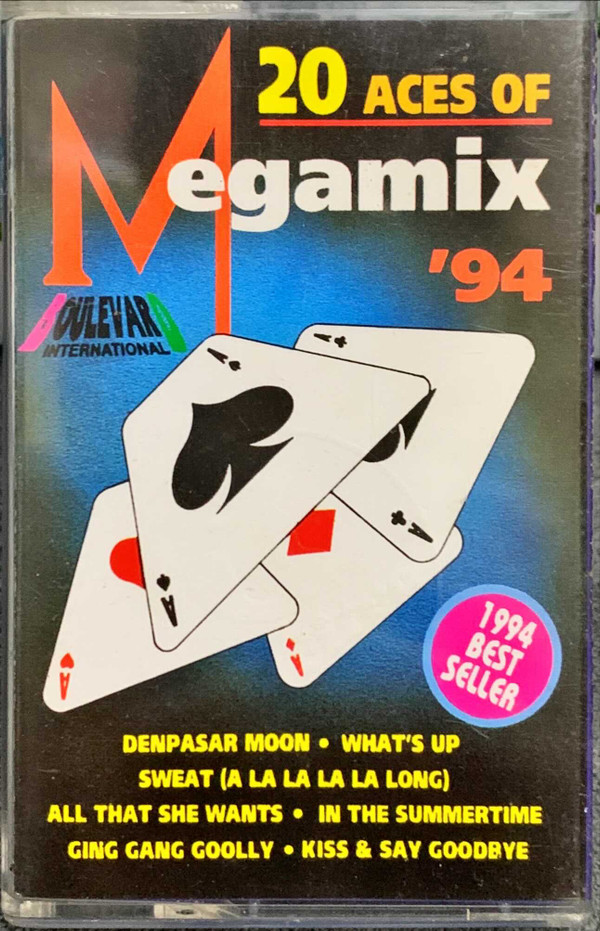 20 ACES OF
Megamix
'94
BOULEVARD
INTERNATIONAL
A
A
A
A
A
A
1994
BEST
SELLER
DENPASAR MOON • WHAT'S UP
SWEAT (A LA LA LA LA LONG)
ALL THAT SHE WANTS • IN THE SUMMERTIME
GING GANG GOOLLY • KISS & SAY GOODBYE